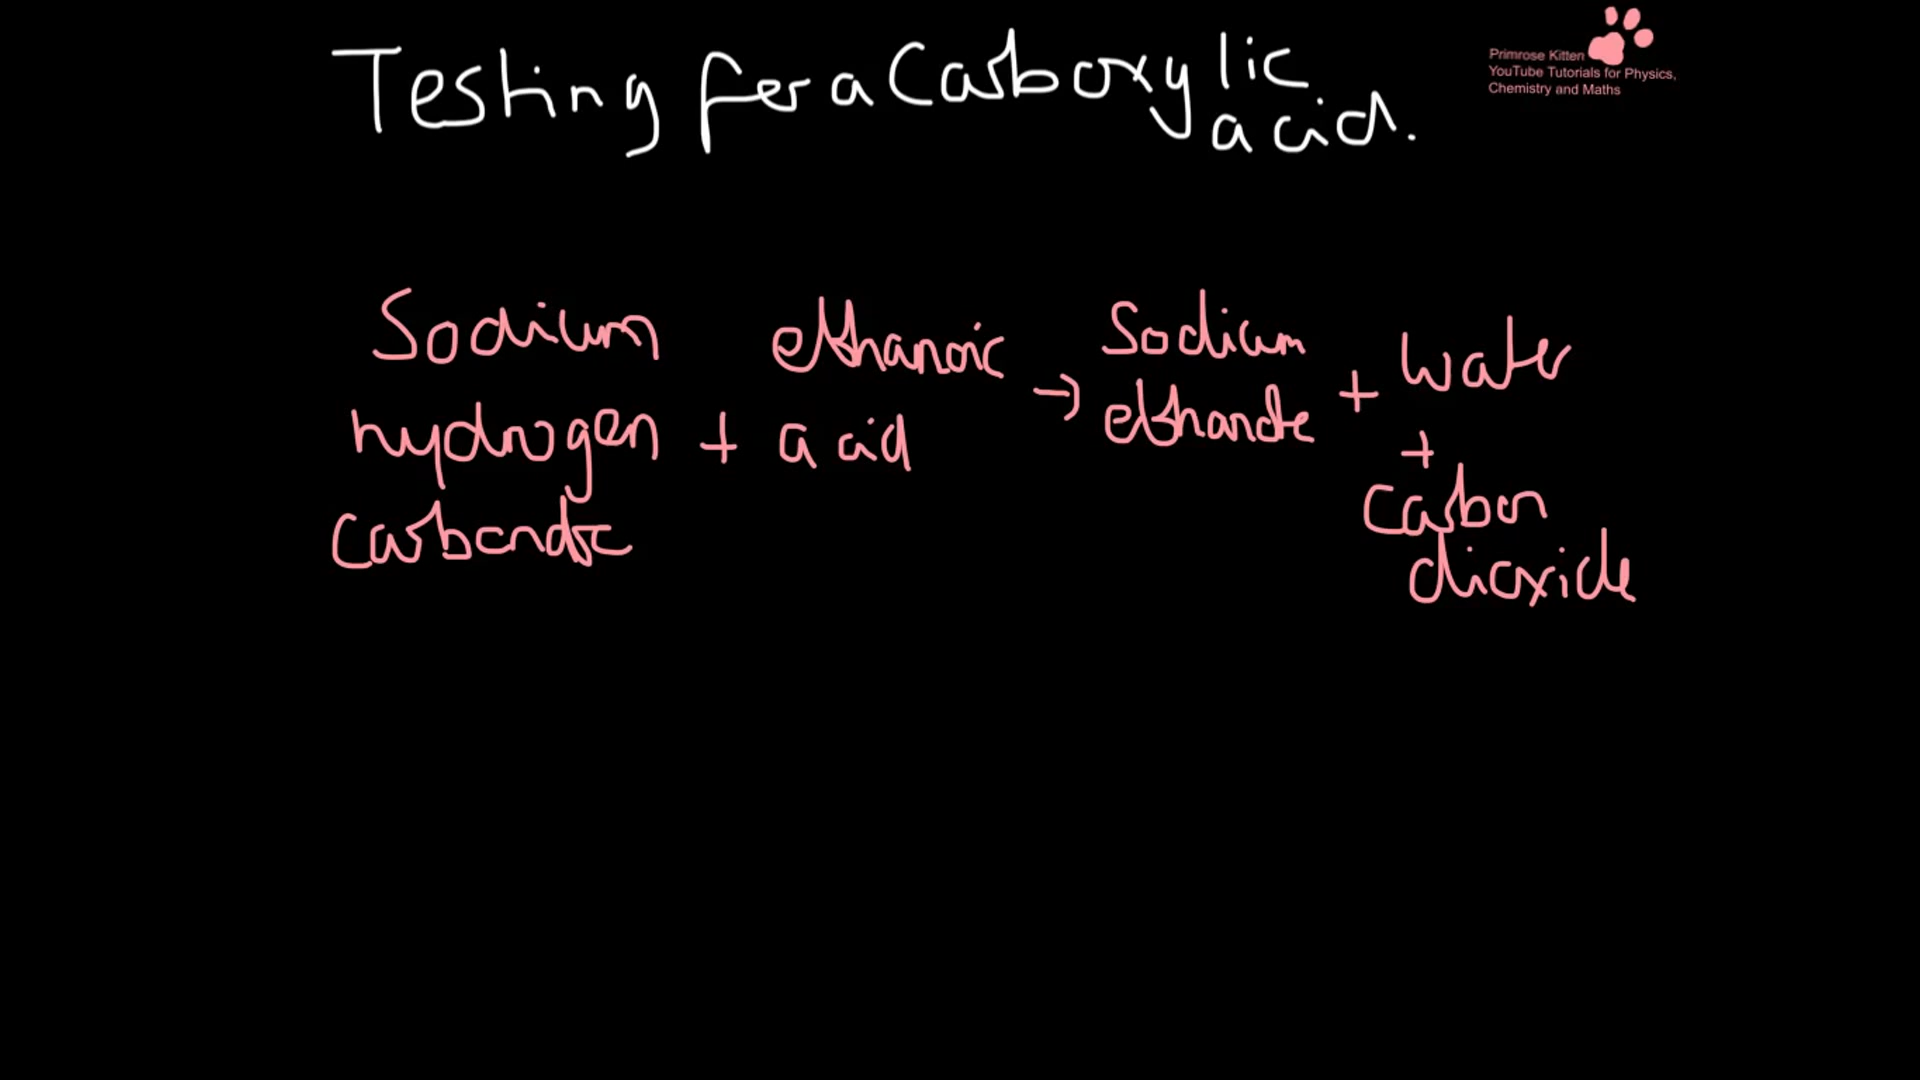 Testing for a Carboxylic
acid.
Primrose Kitten
YouTube Tutorials for Physics,
Chemistry and Maths
Sodium ethanoic → Sodium + water
hydrogen + acid ethanoate +
Carbonate Carbon
dioxide